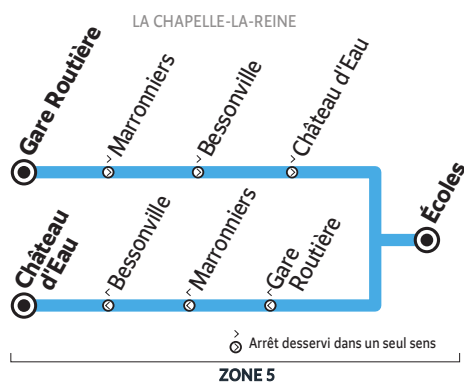 LA CHAPELLE-LA-REINE
Gare Routière
Marronniers
Bessonville
Château d'Eau
Écoles
Château
d'Eau
Bessonville
Marronniers
Gare
Routière
Arrêt desservi dans un seul sens
ZONE 5